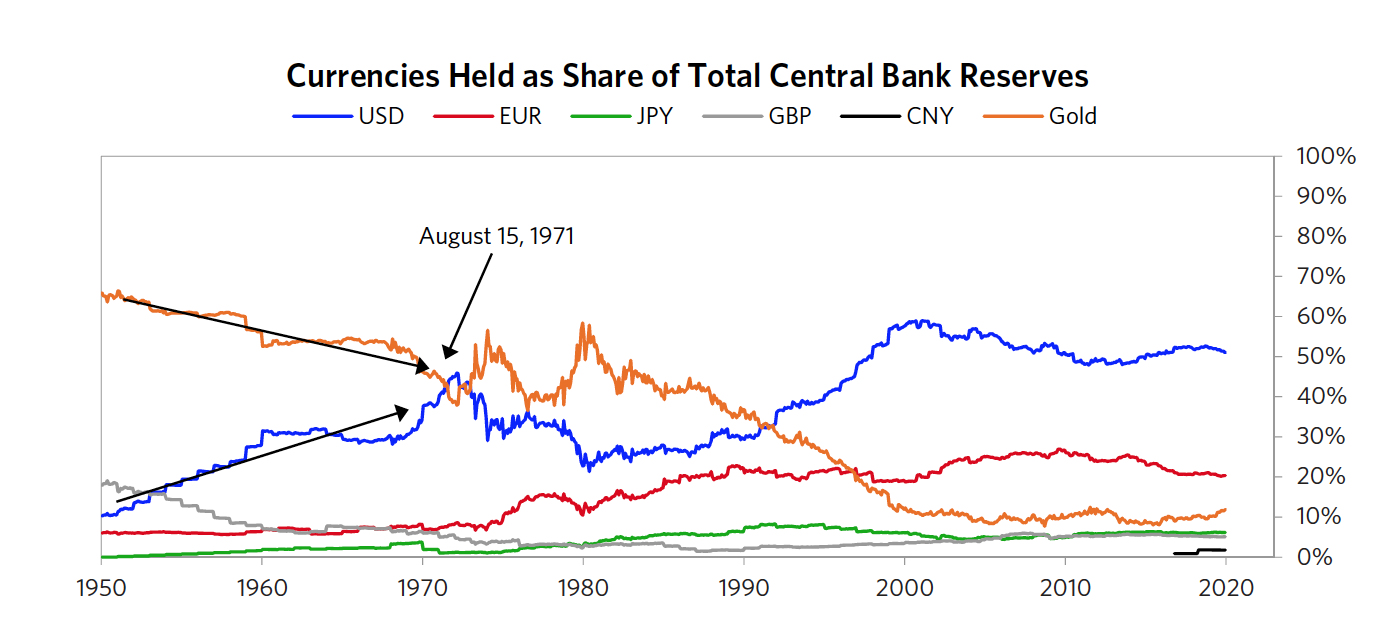 Currencies Held as Share of Total Central Bank Reserves
USD EUR JPY GBP CNY Gold
100%
90%
August 15, 1971
80%
70%
60%
50%
40%
30%
20%
10%
0%
1950 1960 1970 1980 1990 2000 2010 2020